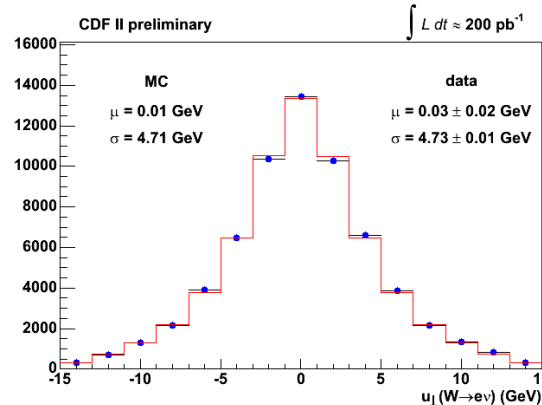 CDF II preliminary
∫ L dt ≈ 200 pb⁻¹
16000
14000
12000
10000
8000
6000
4000
2000
0
MC
μ = 0.01 GeV
σ = 4.71 GeV
data
μ = 0.03 ± 0.02 GeV
σ = 4.73 ± 0.01 GeV
-15 -10 -5 0 5 10 1
u_l (W→eν) (GeV)